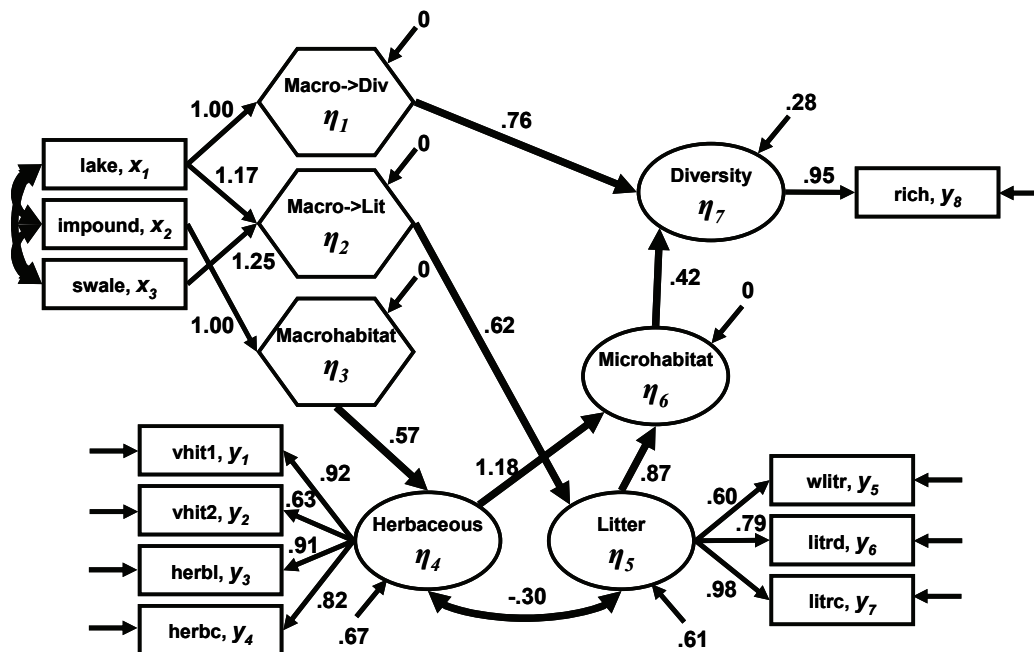 0
Macro->Div
η1
1.00
.76
.28
lake, x1
1.17
0
Diversity
η7
.95
rich, y8
impound, x2
Macro->Lit
η2
swale, x3
1.25
0
.42
0
1.00
Macrohabitat
η3
.62
Microhabitat
η6
.57
vhit1, y1
.92
1.18
.87
wlitr, y5
.60
vhit2, y2
.63
Herbaceous
η4
Litter
η5
.79
litrd, y6
herbl, y3
.91
.98
litrc, y7
herbc, y4
.82
-.30
.67
.61